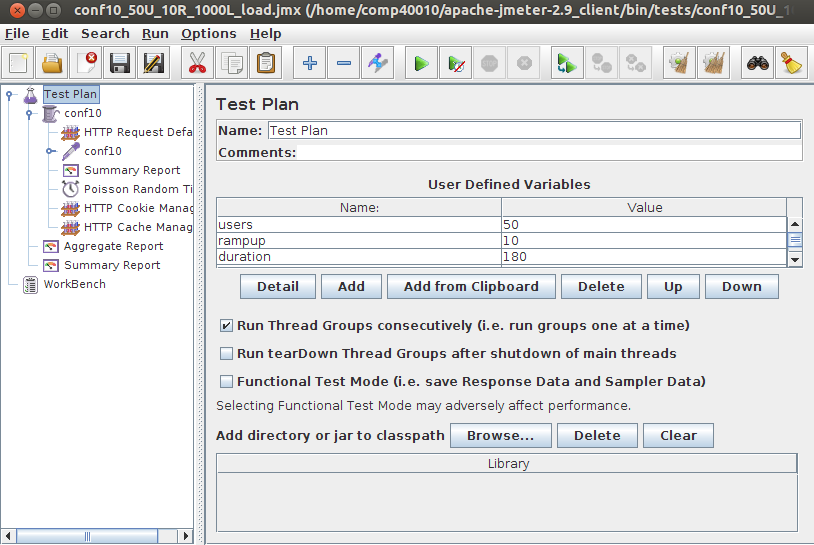 conf10_50U_10R_1000L_load.jmx (/home/comp40010/apache-jmeter-2.9_client/bin/tests/conf10_50U_1
File Edit Search Run Options Help
Test Plan
conf10
HTTP Request Defa
conf10
Summary Report
Poisson Random Ti
HTTP Cookie Manag
HTTP Cache Manag
Aggregate Report
Summary Report
WorkBench
Test Plan
Name: Test Plan
Comments:
User Defined Variables
Name: Value
users 50
rampup 10
duration 180
Detail Add Add from Clipboard Delete Up Down
Run Thread Groups consecutively (i.e. run groups one at a time)
Run tearDown Thread Groups after shutdown of main threads
Functional Test Mode (i.e. save Response Data and Sampler Data)
Selecting Functional Test Mode may adversely affect performance.
Add directory or jar to classpath Browse... Delete Clear
Library